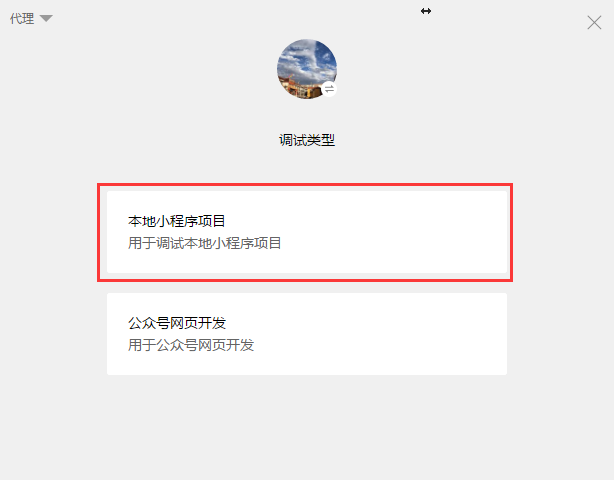 代理
调试类型
本地小程序项目
用于调试本地小程序项目
公众号网页开发
用于公众号网页开发